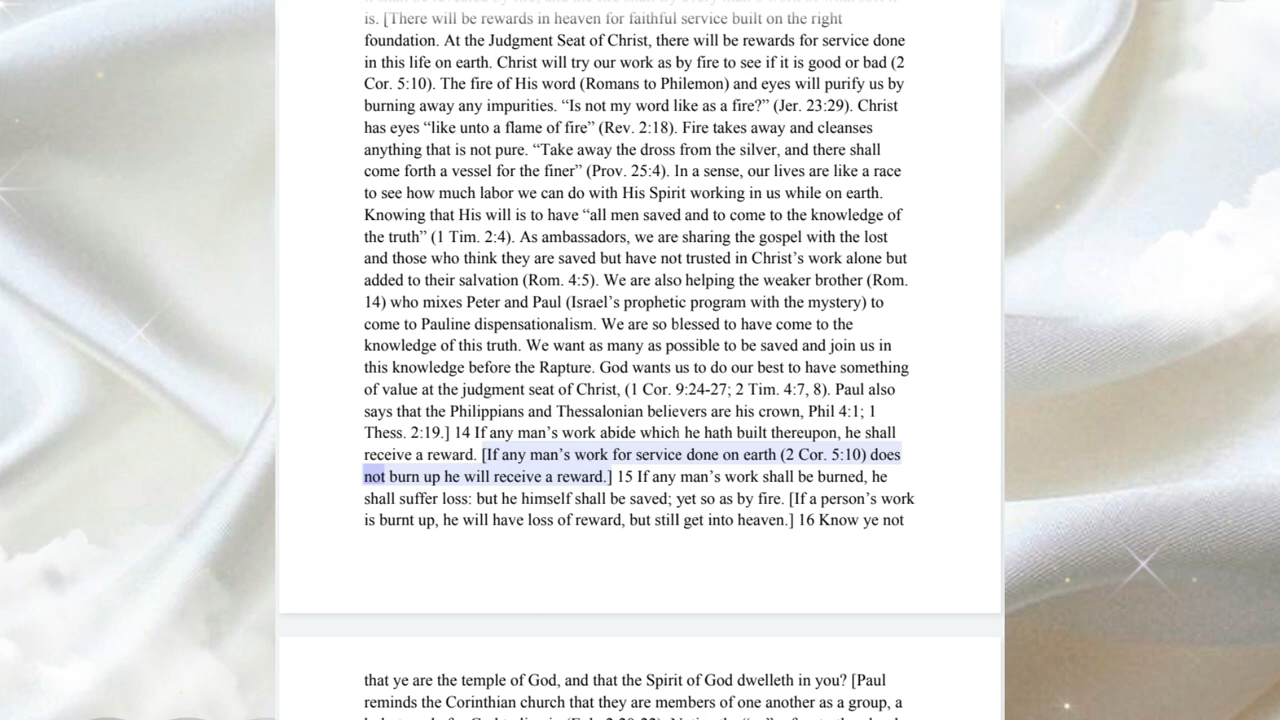 is. [There will be rewards in heaven for faithful service built on the right
foundation. At the Judgment Seat of Christ, there will be rewards for service done
in this life on earth. Christ will try our work as by fire to see if it is good or bad (2
Cor. 5:10). The fire of His word (Romans to Philemon) and eyes will purify us by
burning away any impurities. “Is not my word like as a fire?” (Jer. 23:29). Christ
has eyes “like unto a flame of fire” (Rev. 2:18). Fire takes away and cleanses
anything that is not pure. “Take away the dross from the silver, and there shall
come forth a vessel for the finer” (Prov. 25:4). In a sense, our lives are like a race
to see how much labor we can do with His Spirit working in us while on earth.
Knowing that His will is to have “all men saved and to come to the knowledge of
the truth” (1 Tim. 2:4). As ambassadors, we are sharing the gospel with the lost
and those who think they are saved but have not trusted in Christ’s work alone but
added to their salvation (Rom. 4:5). We are also helping the weaker brother (Rom.
14) who mixes Peter and Paul (Israel’s prophetic program with the mystery) to
come to Pauline dispensationalism. We are so blessed to have come to the
knowledge of this truth. We want as many as possible to be saved and join us in
this knowledge before the Rapture. God wants us to do our best to have something
of value at the judgment seat of Christ, (1 Cor. 9:24-27; 2 Tim. 4:7, 8). Paul also
says that the Philippians and Thessalonian believers are his crown, Phil 4:1; 1
Thess. 2:19.] 14 If any man’s work abide which he hath built thereupon, he shall
receive a reward. [If any man’s work for service done on earth (2 Cor. 5:10) does
not burn up he will receive a reward.] 15 If any man’s work shall be burned, he
shall suffer loss: but he himself shall be saved; yet so as by fire. [If a person’s work
is burnt up, he will have loss of reward, but still get into heaven.] 16 Know ye not
that ye are the temple of God, and that the Spirit of God dwelleth in you? [Paul
reminds the Corinthian church that they are members of one another as a group, a